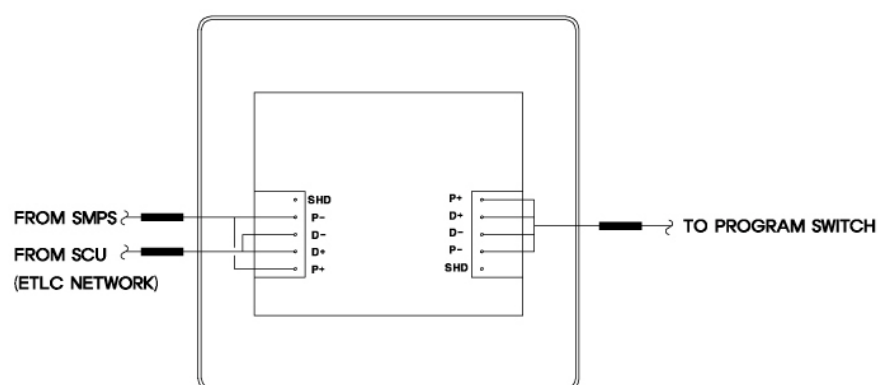 SHD
P-
D-
D+
P+
P+
D+
D-
P-
SHD
FROM SMPS
FROM SCU
(ETLC NETWORK)
TO PROGRAM SWITCH